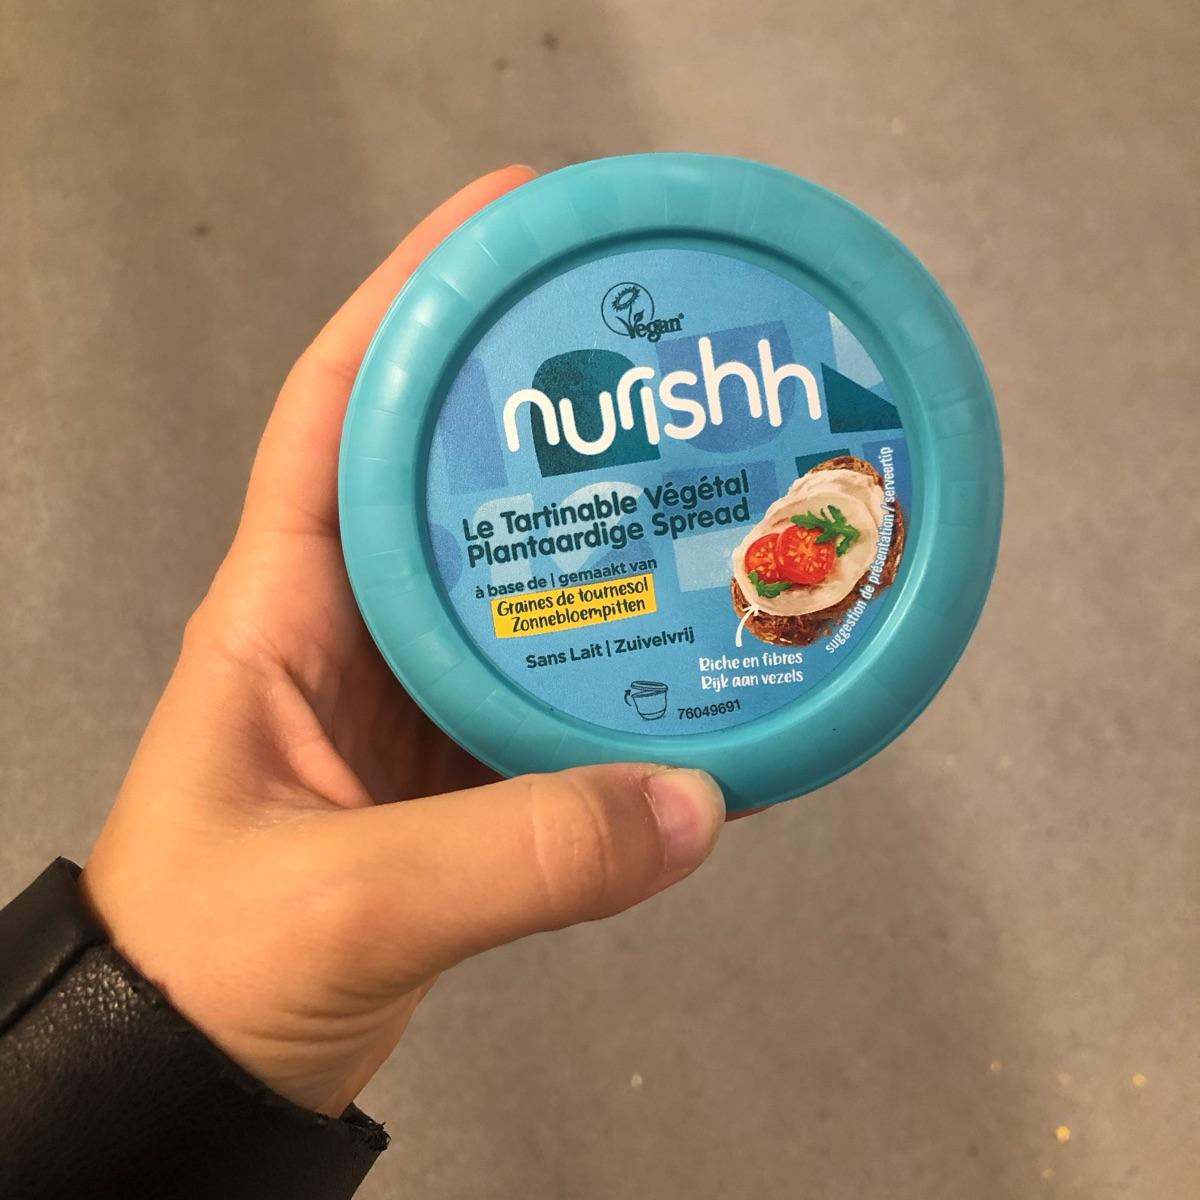 Vegan
nurishh
Le Tartinable Végétal
Plantaardige Spread
à base de | gemaakt van
Graines de tournesol
Zonnebloempitten
Sans Lait | Zuivelvrij
Riche en fibres
Rijk aan vezels
suggestion de présentation / serveertip
76049691